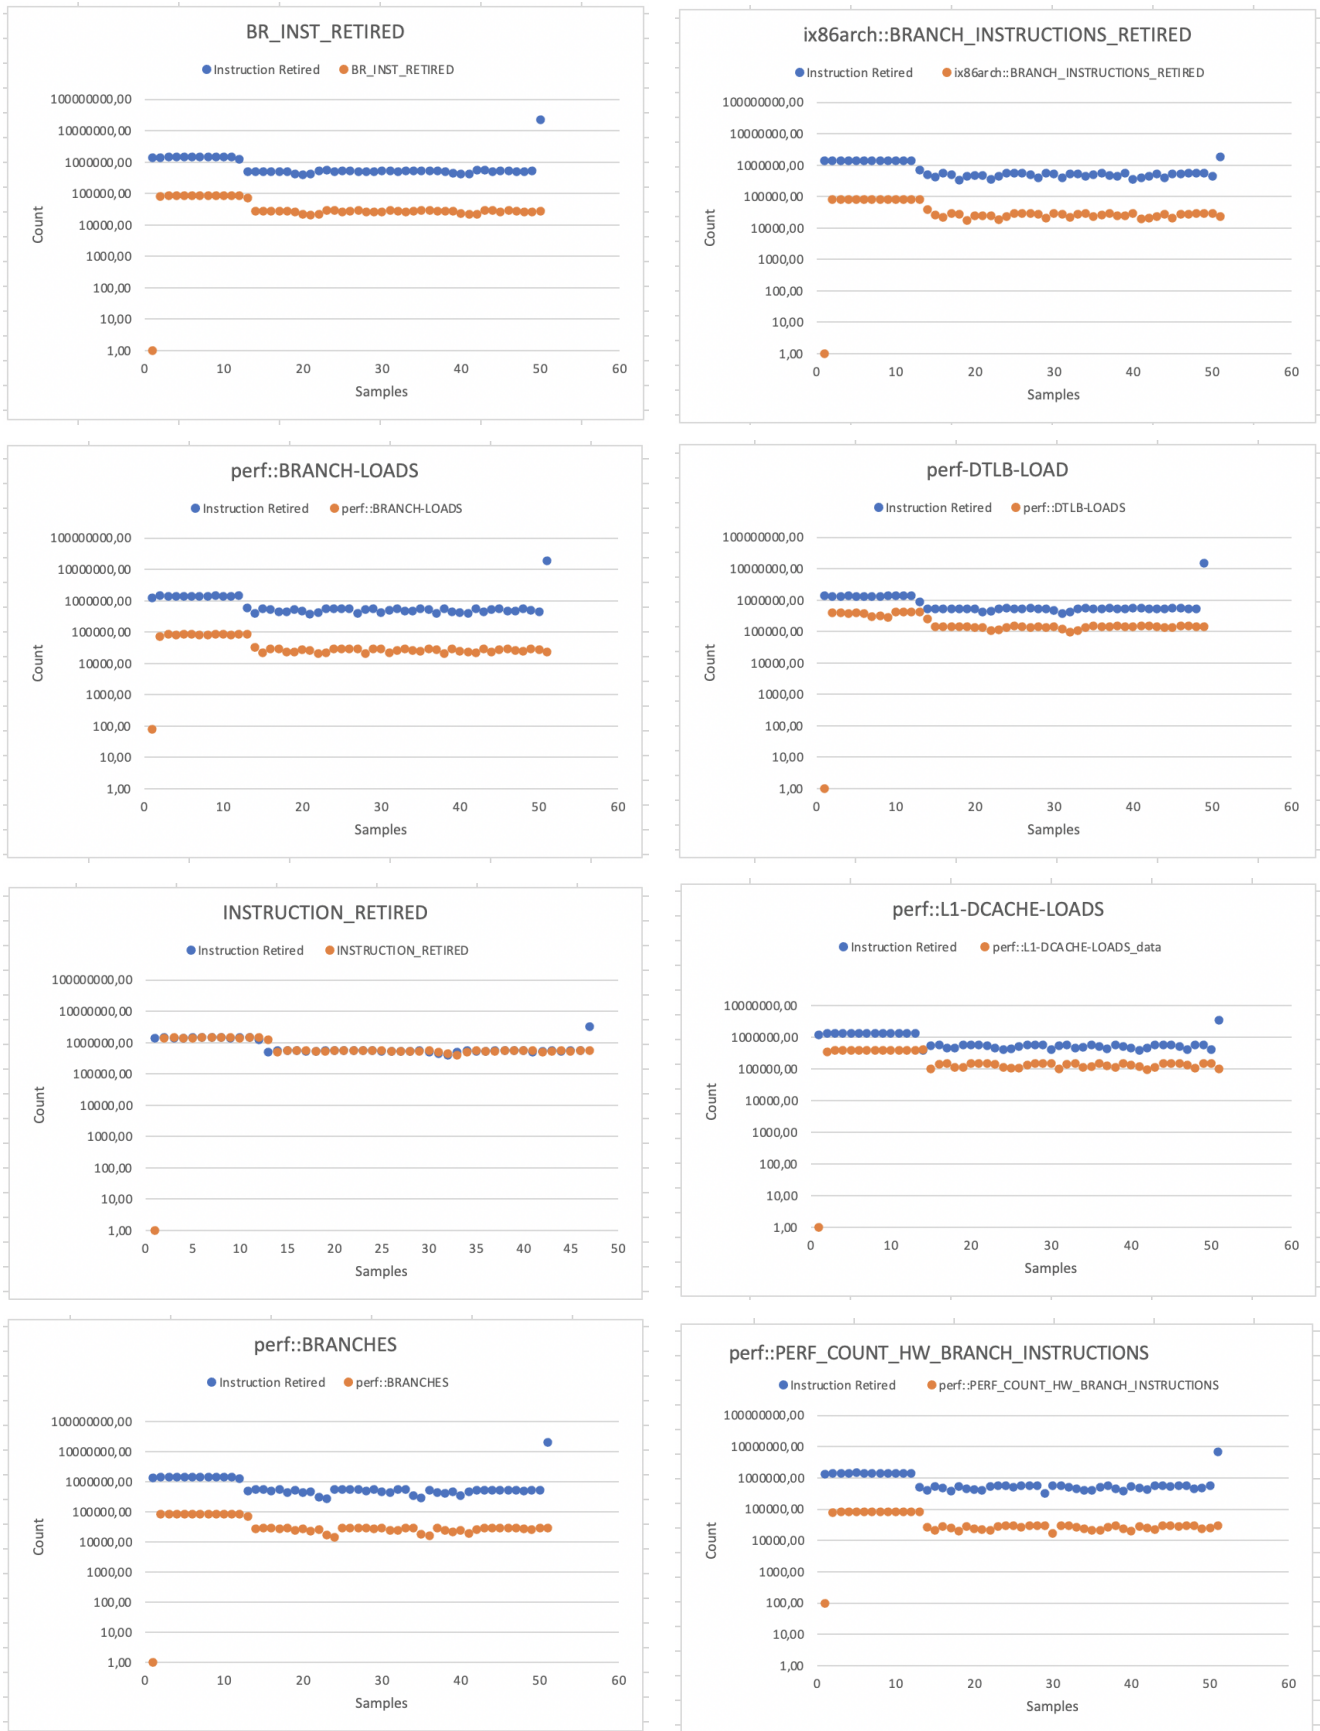 BR_INST_RETIRED
Instruction Retired BR_INST_RETIRED
100000000,00
10000000,00
1000000,00
100000,00
10000,00
1000,00
100,00
10,00
1,00
Count
0 10 20 30 40 50 60
Samples
ix86arch::BRANCH_INSTRUCTIONS_RETIRED
Instruction Retired ix86arch::BRANCH_INSTRUCTIONS_RETIRED
100000000,00
10000000,00
1000000,00
100000,00
10000,00
1000,00
100,00
10,00
1,00
Count
0 10 20 30 40 50 60
Samples
perf::BRANCH-LOADS
Instruction Retired perf::BRANCH-LOADS
100000000,00
10000000,00
1000000,00
100000,00
10000,00
1000,00
100,00
10,00
1,00
Count
0 10 20 30 40 50 60
Samples
perf-DTLB-LOAD
Instruction Retired perf::DTLB-LOADS
100000000,00
10000000,00
1000000,00
100000,00
10000,00
1000,00
100,00
10,00
1,00
Count
0 10 20 30 40 50 60
Samples
INSTRUCTION_RETIRED
Instruction Retired INSTRUCTION_RETIRED
100000000,00
10000000,00
1000000,00
100000,00
10000,00
1000,00
100,00
10,00
1,00
Count
0 5 10 15 20 25 30 35 40 45 50
Samples
perf::L1-DCACHE-LOADS
Instruction Retired perf::L1-DCACHE-LOADS_data
10000000,00
1000000,00
100000,00
10000,00
1000,00
100,00
10,00
1,00
Count
0 10 20 30 40 50 60
Samples
perf::BRANCHES
Instruction Retired perf::BRANCHES
100000000,00
10000000,00
1000000,00
100000,00
10000,00
1000,00
100,00
10,00
1,00
Count
0 10 20 30 40 50 60
Samples
perf::PERF_COUNT_HW_BRANCH_INSTRUCTIONS
Instruction Retired perf::PERF_COUNT_HW_BRANCH_INSTRUCTIONS
100000000,00
10000000,00
1000000,00
100000,00
10000,00
1000,00
100,00
10,00
1,00
Count
0 10 20 30 40 50 60
Samples